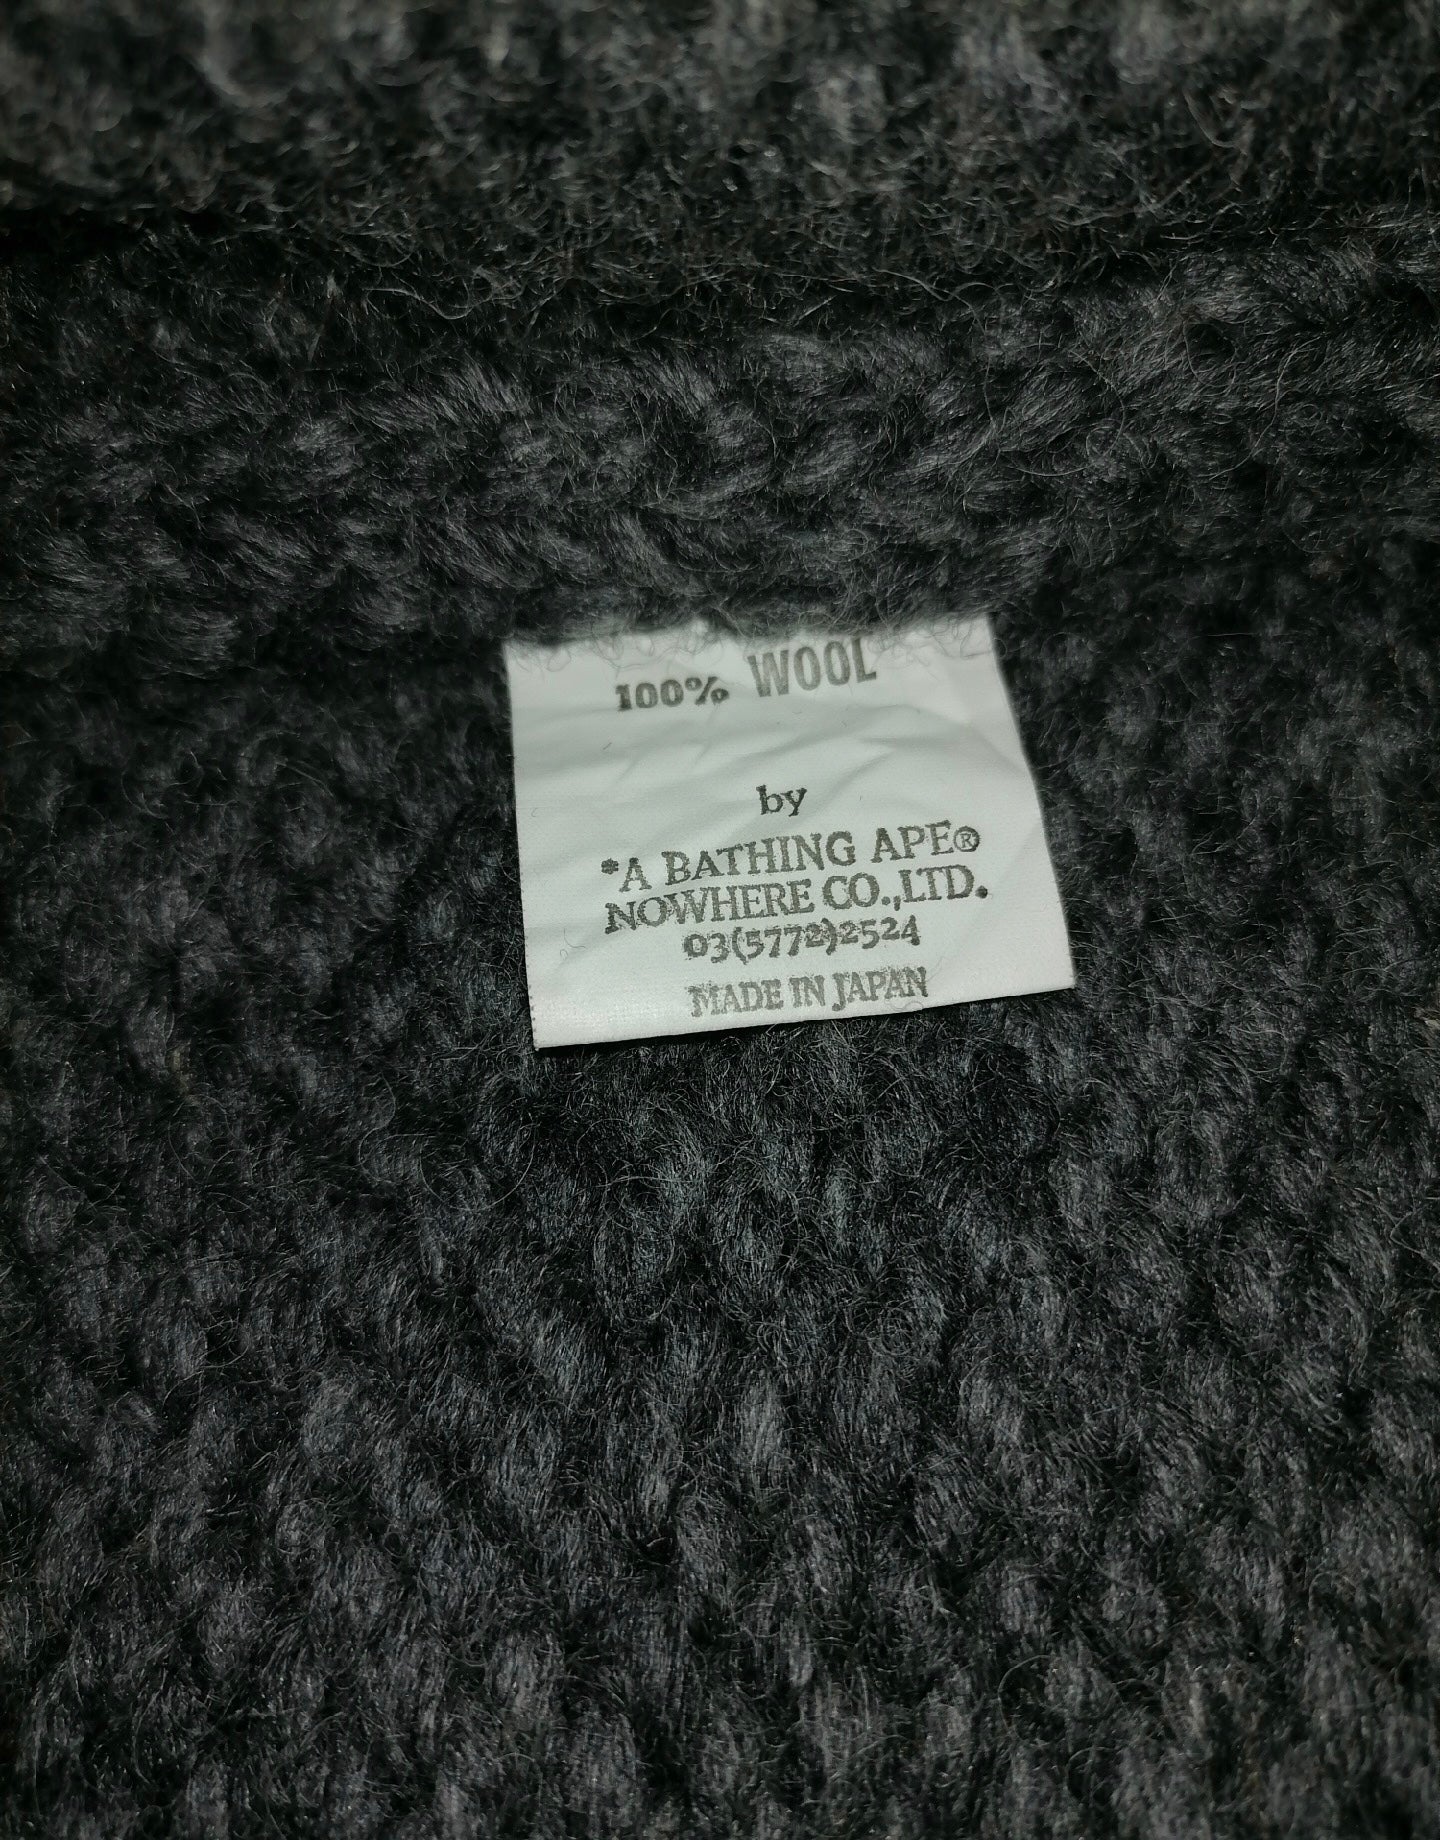 100% WOOL
by
*A BATHING APE®
NOWHERE CO.,LTD.
03(5772)2524
MADE IN JAPAN